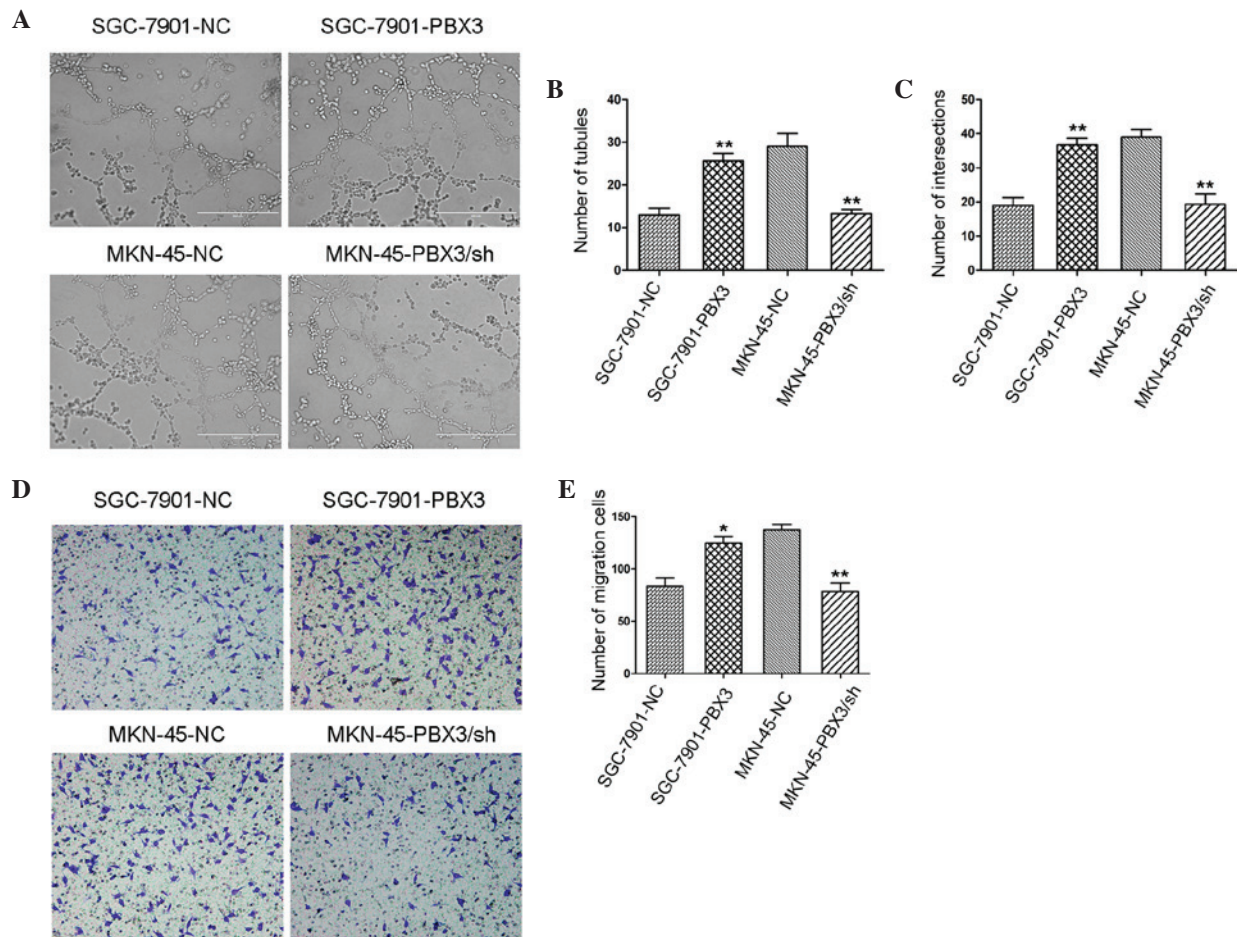 A
SGC-7901-NC
SGC-7901-PBX3
MKN-45-NC
MKN-45-PBX3/sh
B
Number of tubules
40
30
20
10
0
**
**
SGC-7901-NC
SGC-7901-PBX3
MKN-45-NC
MKN-45-PBX3/sh
C
Number of intersections
50
40
30
20
10
0
**
**
SGC-7901-NC
SGC-7901-PBX3
MKN-45-NC
MKN-45-PBX3/sh
D
SGC-7901-NC
SGC-7901-PBX3
MKN-45-NC
MKN-45-PBX3/sh
E
Number of migration cells
150
100
50
0
*
**
SGC-7901-NC
SGC-7901-PBX3
MKN-45-NC
MKN-45-PBX3/sh